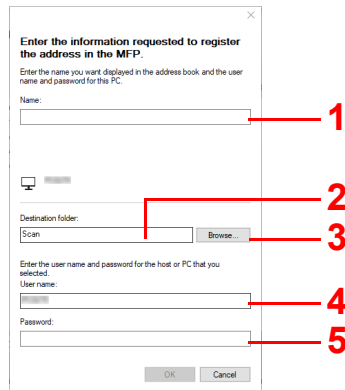 Enter the information requested to register
the address in the MFP.
Enter the name you want displayed in the address book and the user
name and password for this PC.
Name:
1
2
Destination folder:
Scan
Browse...
3
Enter the user name and password for the host or PC that you
selected.
User name:
4
Password:
5
OK
Cancel